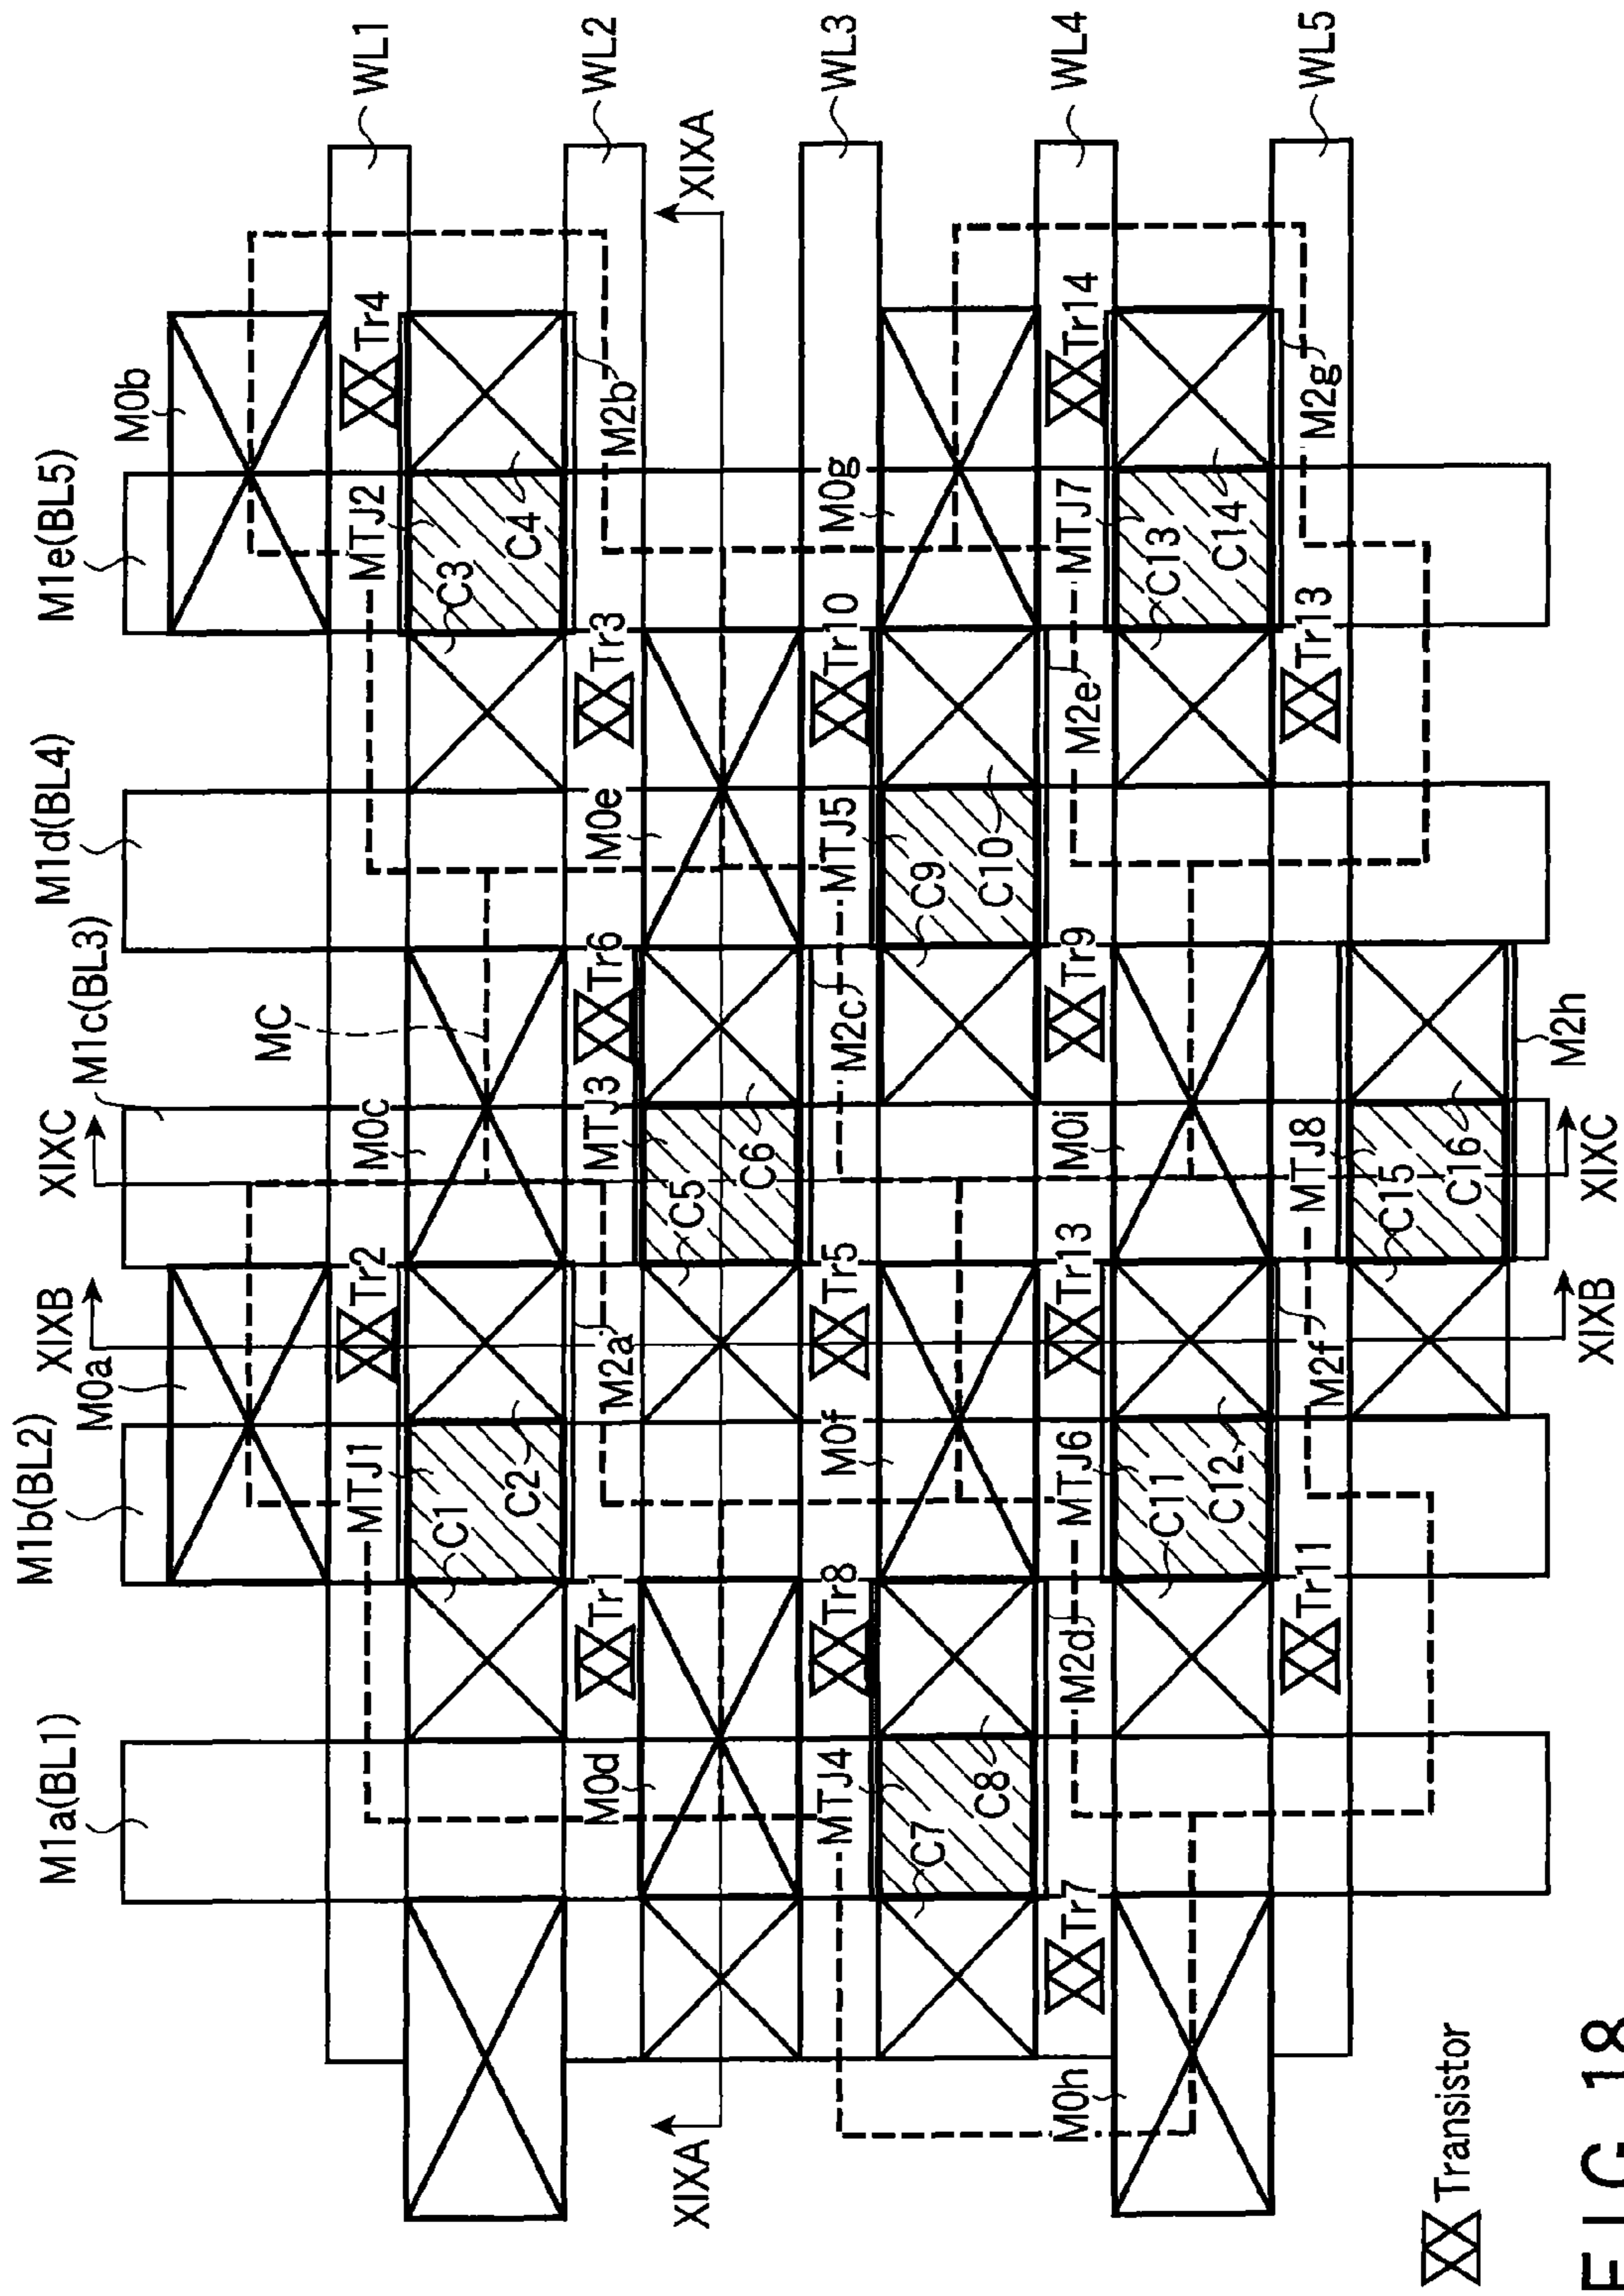 M1a(BL1)
M1b(BL2)
XIXB
XIXC
M1c(BL3)
M1d(BL4)
M1e(BL5)
M0a
M0b
MC
MTJ1
Tr2
M0c
MTJ2
Tr4
WL1
C1
C3
C2
C4
M0d
Tr1
M2a
MTJ3
Tr6
M0e
Tr3
M2b
WL2
XIXA
C5
XIXA
C6
MTJ4
Tr8
M0f
Tr5
M2c
MTJ5
Tr10
M0g
WL3
C7
C9
C8
C10
M0h
Tr7
M2d
MTJ6
Tr13
M0i
Tr9
M2e
MTJ7
Tr14
WL4
C11
C13
C12
C14
Tr11
M2f
MTJ8
Tr13
M2g
WL5
C15
C16
Transistor
M2h
XIXB
XIXC
FIG. 18